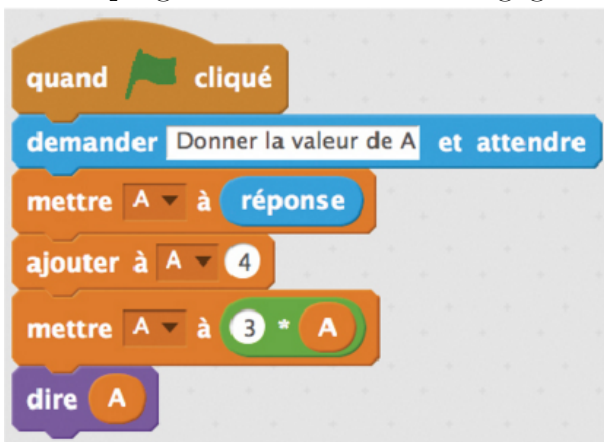 quand cliqué
demander Donner la valeur de A et attendre
mettre A à réponse
ajouter à A 4
mettre A à 3 * A
dire A